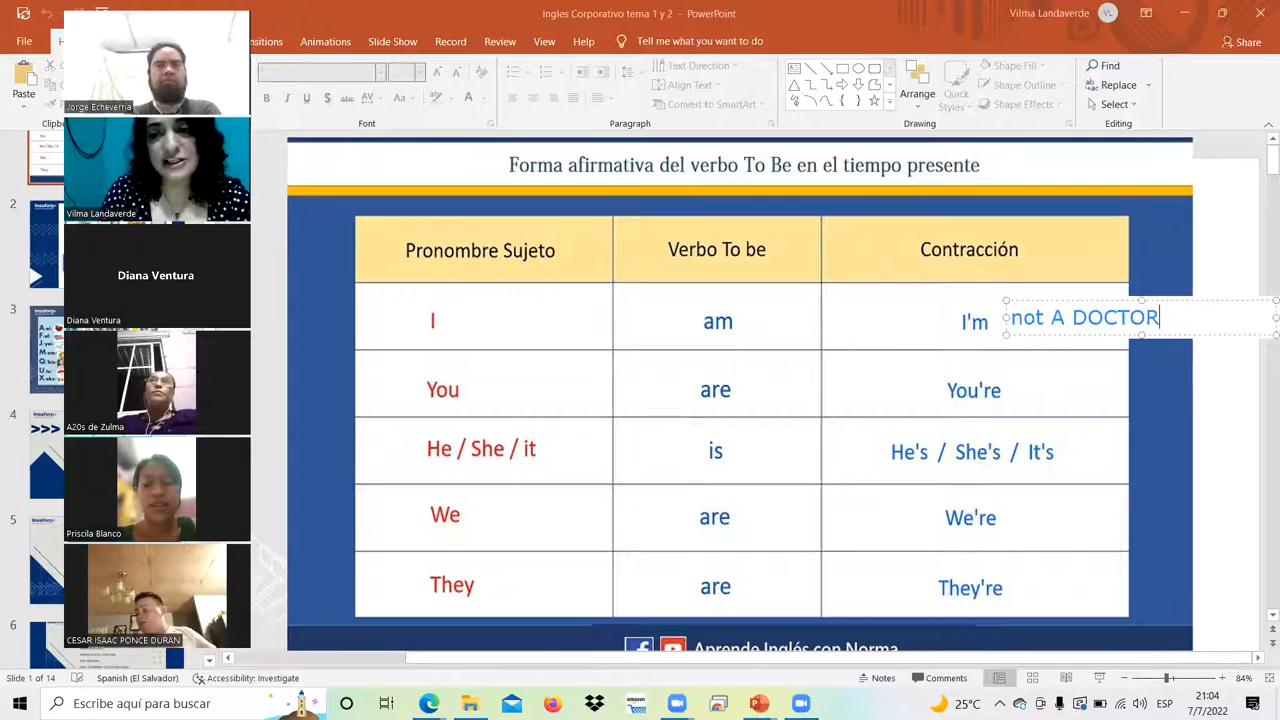 Ingles Corporativo tema 1 y 2 - PowerPoint
Vilma Landaverde VL
File
Animations Slide Show Record Review View Help Tell me what you want to do Share
Text Direction
Align Text
Convert to SmartArt
Arrange
Quick Styles
Shape Fill
Shape Outline
Shape Effects
Find
Replace
Select
Font Paragraph Drawing Editing
Jorge Echeverria
Vilma Landaverde
Diana Ventura
Diana Ventura
A20s de Zulma
Priscila Blanco
CESAR ISAAC PONCE DURAN
Forma afirmativa del verbo To Be en el tiempo presente
Pronombre Sujeto Verbo To be Contracción
I am I'm not A DOCTOR
You are You're
He / She / it is He's / She's / It's
We are We're
They are They're
Aprende Ingles con Norma
Slide 1 of 14 Spanish (El Salvador) Accessibility: Investigate Notes Comments 84%
Escribe aquí para buscar
25°C ESP 21:04
7/7/2022